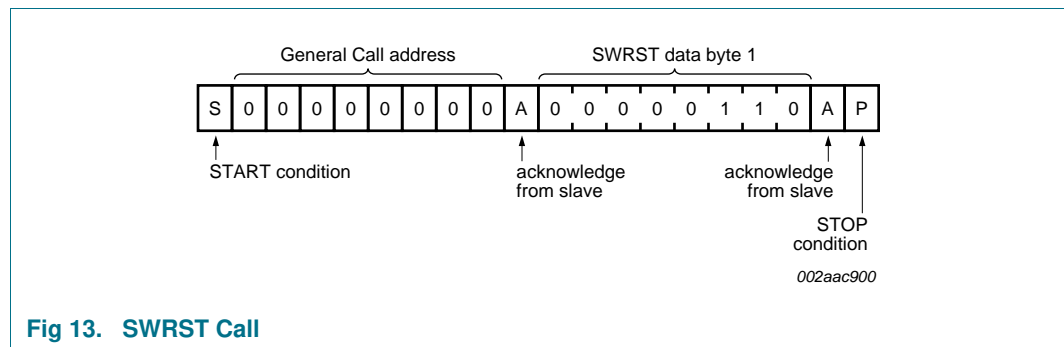 General Call address SWRST data byte 1
S 0 0 0 0 0 0 0 0 A 0 0 0 0 0 1 1 0 A P
START condition acknowledge acknowledge
from slave from slave
STOP
condition
002aac900
Fig 13. SWRST Call